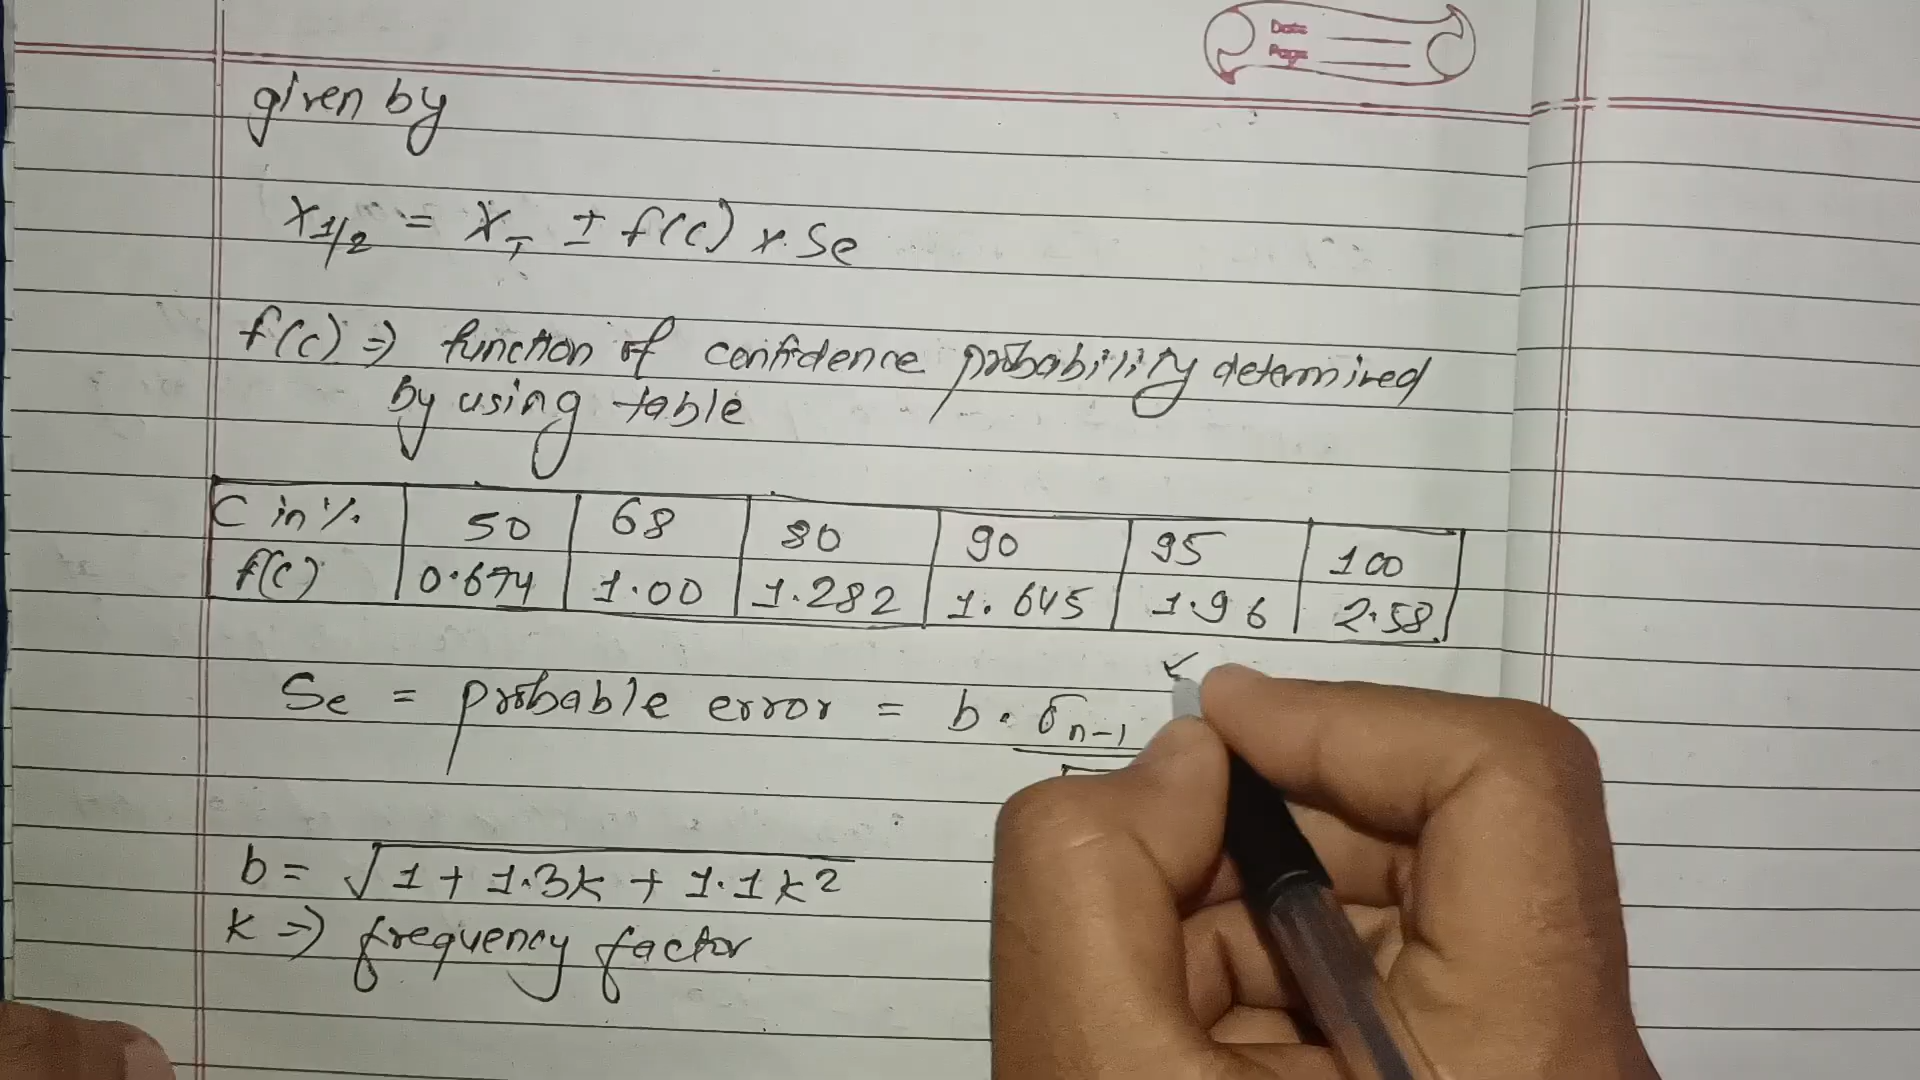 Date
Page
given by
X1/2 = XT ± f(c) x Se
f(c) => function of confidence probability determined
By using table
C in % 50 68 80 90 95 100
f(c) 0.674 1.00 1.282 1.645 1.96 2.58
Se = probable error = b. σn-1
b = √1 + 1.3k + 1.1k²
K => frequency factor